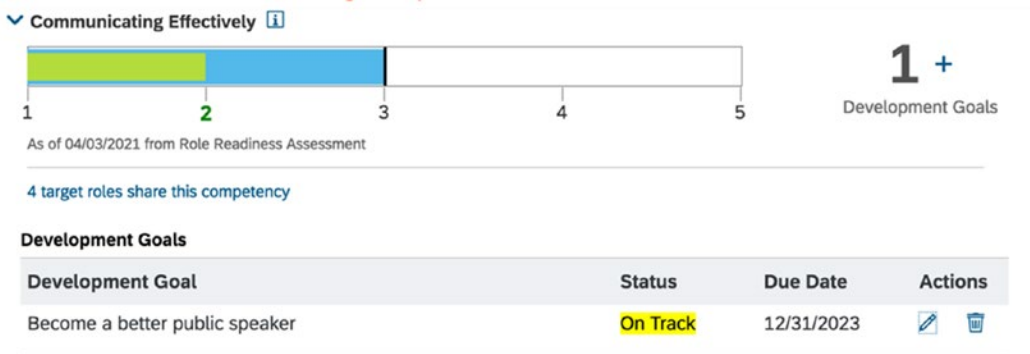 Communicating Effectively
1 +
Development Goals
1 2 3 4 5
As of 04/03/2021 from Role Readiness Assessment
4 target roles share this competency
Development Goals
Development Goal Status Due Date Actions
Become a better public speaker On Track 12/31/2023